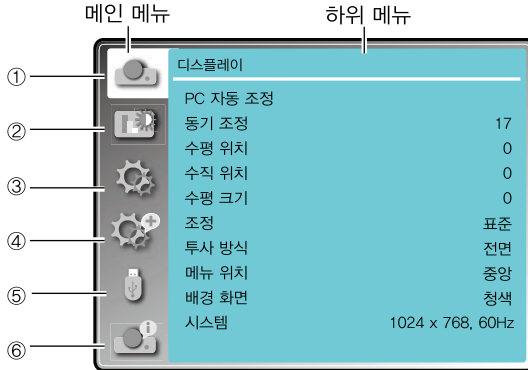 메인 메뉴 하위 메뉴
① 디스플레이
PC 자동 조정
② 동기 조정 17
수평 위치 0
③ 수직 위치 0
수평 크기 0
④ 조정 표준
투사 방식 전면
메뉴 위치 중앙
⑤ 배경 화면 청색
시스템 1024 x 768, 60Hz
⑥